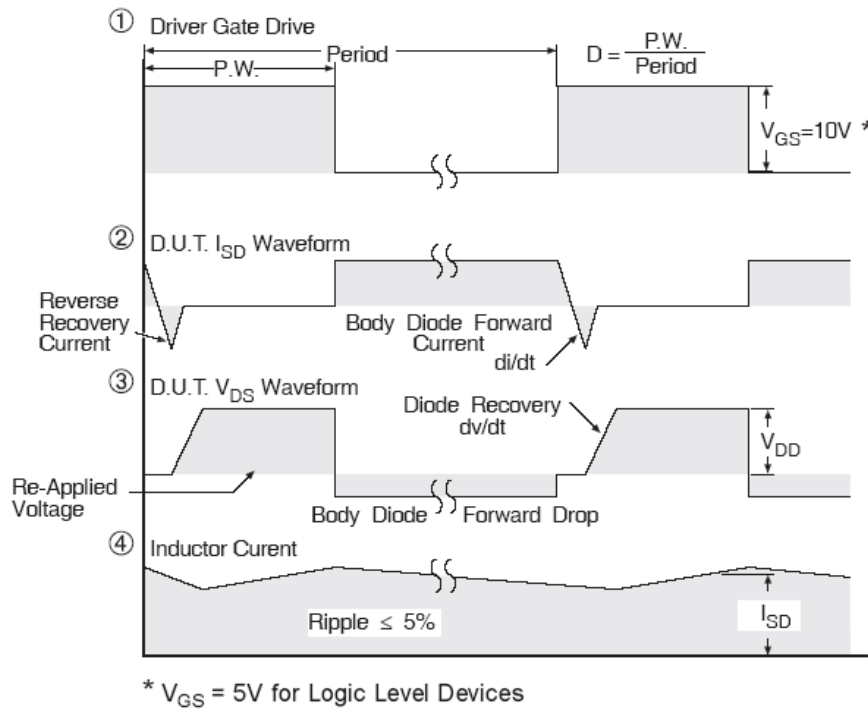 ① Driver Gate Drive
Period
P.W.
D = P.W. / Period
V_GS=10V *
② D.U.T. I_SD Waveform
Reverse
Recovery
Current
Body Diode Forward
Current
di/dt
③ D.U.T. V_DS Waveform
Diode Recovery
dv/dt
V_DD
Re-Applied
Voltage
Body Diode Forward Drop
④ Inductor Curent
Ripple ≤ 5%
I_SD
* V_GS = 5V for Logic Level Devices